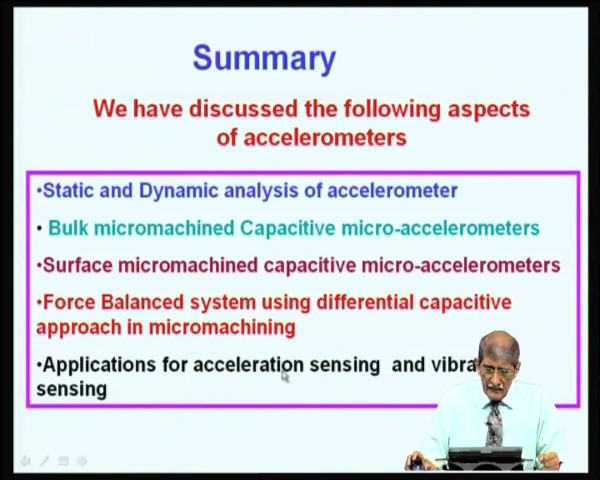 Summary
We have discussed the following aspects
of accelerometers
•Static and Dynamic analysis of accelerometer
• Bulk micromachined Capacitive micro-accelerometers
•Surface micromachined capacitive micro-accelerometers
•Force Balanced system using differential capacitive
approach in micromachining
•Applications for acceleration sensing and
sensing